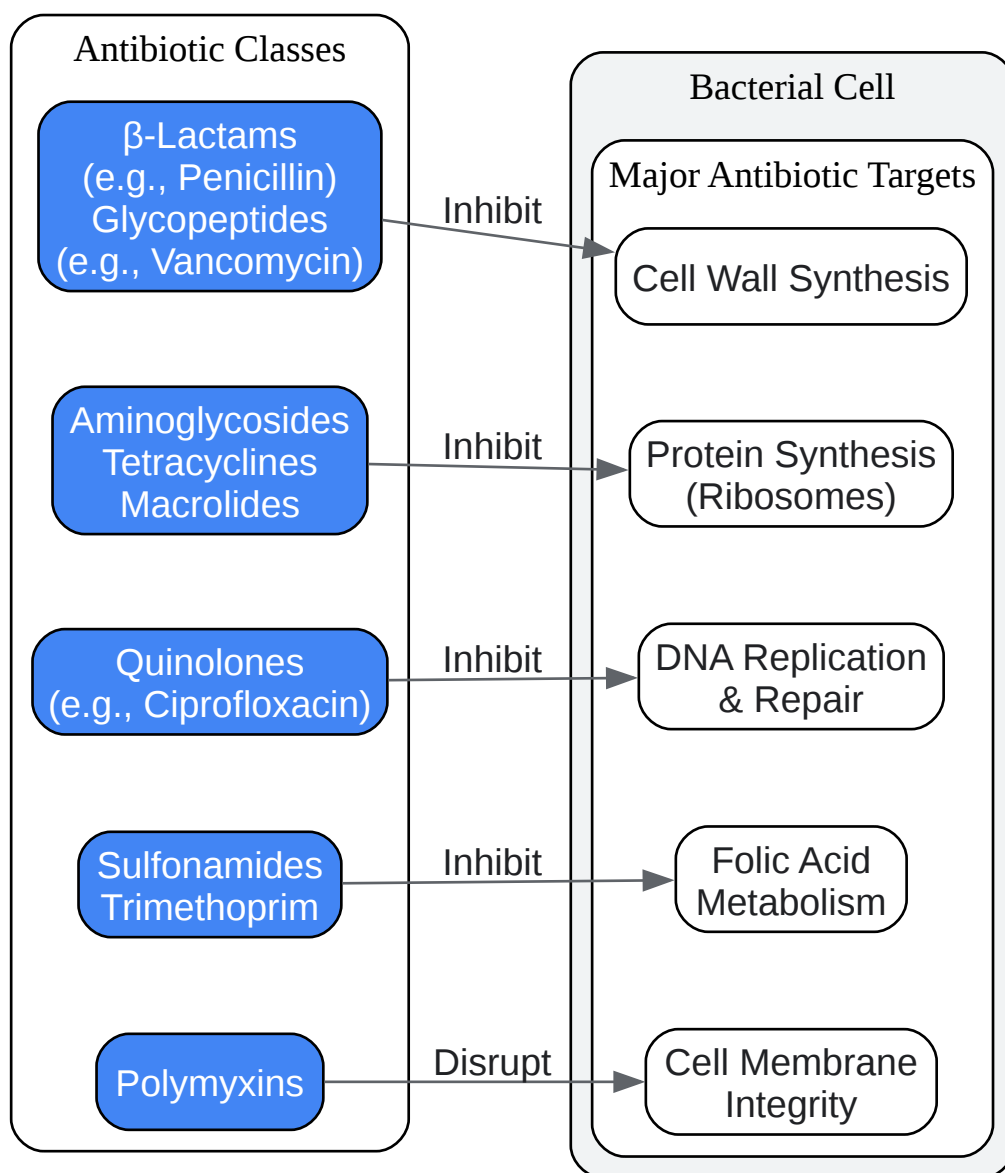 Antibiotic Classes
β-Lactams
(e.g., Penicillin)
Glycopeptides
(e.g., Vancomycin)
Aminoglycosides
Tetracyclines
Macrolides
Quinolones
(e.g., Ciprofloxacin)
Sulfonamides
Trimethoprim
Polymyxins
Inhibit
Inhibit
Inhibit
Inhibit
Disrupt
Bacterial Cell
Major Antibiotic Targets
Cell Wall Synthesis
Protein Synthesis
(Ribosomes)
DNA Replication
& Repair
Folic Acid
Metabolism
Cell Membrane
Integrity